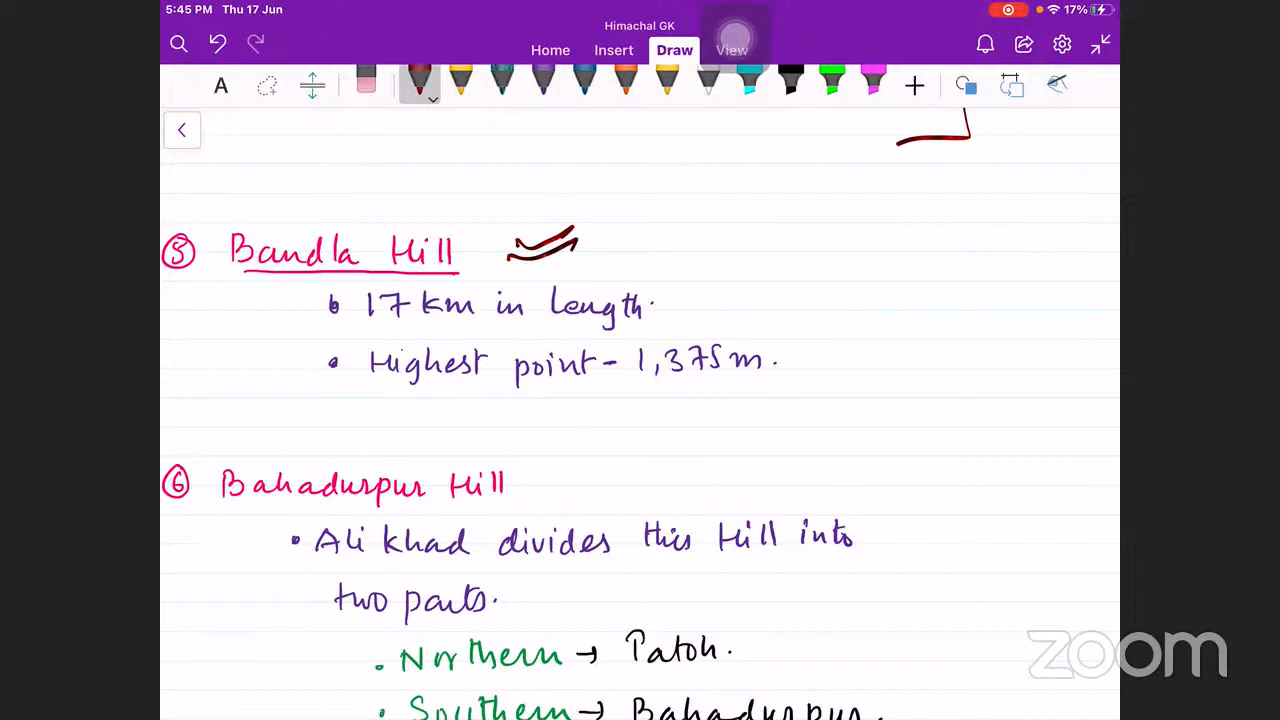 5:45 PM Thu 17 Jun
17%
Himachal GK
Home Insert Draw View
A
⑤ Bandla Hill
• 17 km in length.
• Highest point - 1,375 m.
⑥ Bahadurpur Hill
• Ali khad divides this Hill into
two parts.
• Northern → Patoh.
• Southern → Bahadurpur.
zoom